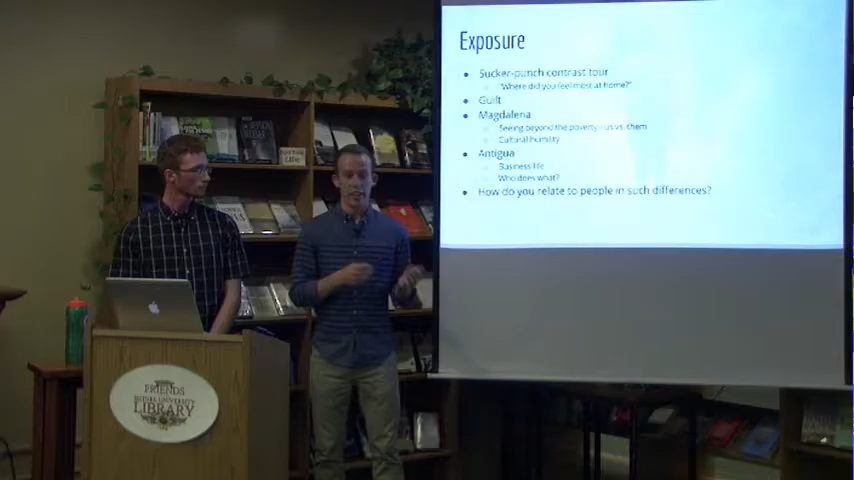 Exposure
Sucker-punch contrast tour
"Where did you feel most at home?"
Guilt
Magdalena
Seeing beyond the poverty - us vs. them
Cultural humility
Antigua
Business life
Who does what?
How do you relate to people in such differences?
FRIENDS
BETHEL UNIVERSITY
LIBRARY